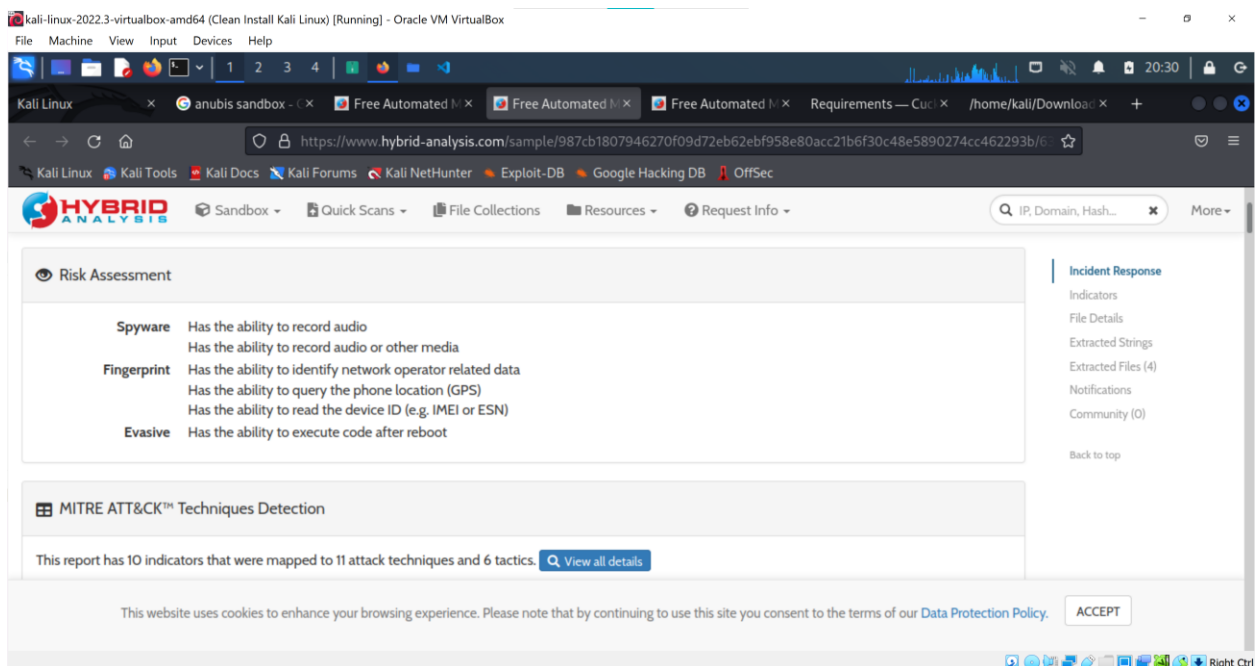 kali-linux-2022.3-virtualbox-amd64 (Clean Install Kali Linux) [Running] - Oracle VM VirtualBox
File Machine View Input Devices Help
1 2 3 4 20:30
Kali Linux anubis sandbox - Free Automated M Free Automated M Free Automated M Requirements — Cuc /home/kali/Download
https://www.hybrid-analysis.com/sample/987cb1807946270f09d72eb62ebf958e80acc21b6f30c48e5890274cc462293b/6
Kali Linux Kali Tools Kali Docs Kali Forums Kali NetHunter Exploit-DB Google Hacking DB OffSec
HYBRID
ANALYSIS
Sandbox Quick Scans File Collections Resources Request Info IP, Domain, Hash... More
Risk Assessment
Spyware Has the ability to record audio
Has the ability to record audio or other media
Fingerprint Has the ability to identify network operator related data
Has the ability to query the phone location (GPS)
Has the ability to read the device ID (e.g. IMEI or ESN)
Evasive Has the ability to execute code after reboot
MITRE ATT&CK™ Techniques Detection
This report has 10 indicators that were mapped to 11 attack techniques and 6 tactics. View all details
Incident Response
Indicators
File Details
Extracted Strings
Extracted Files (4)
Notifications
Community (0)
Back to top
This website uses cookies to enhance your browsing experience. Please note that by continuing to use this site you consent to the terms of our Data Protection Policy. ACCEPT
Right Ctrl